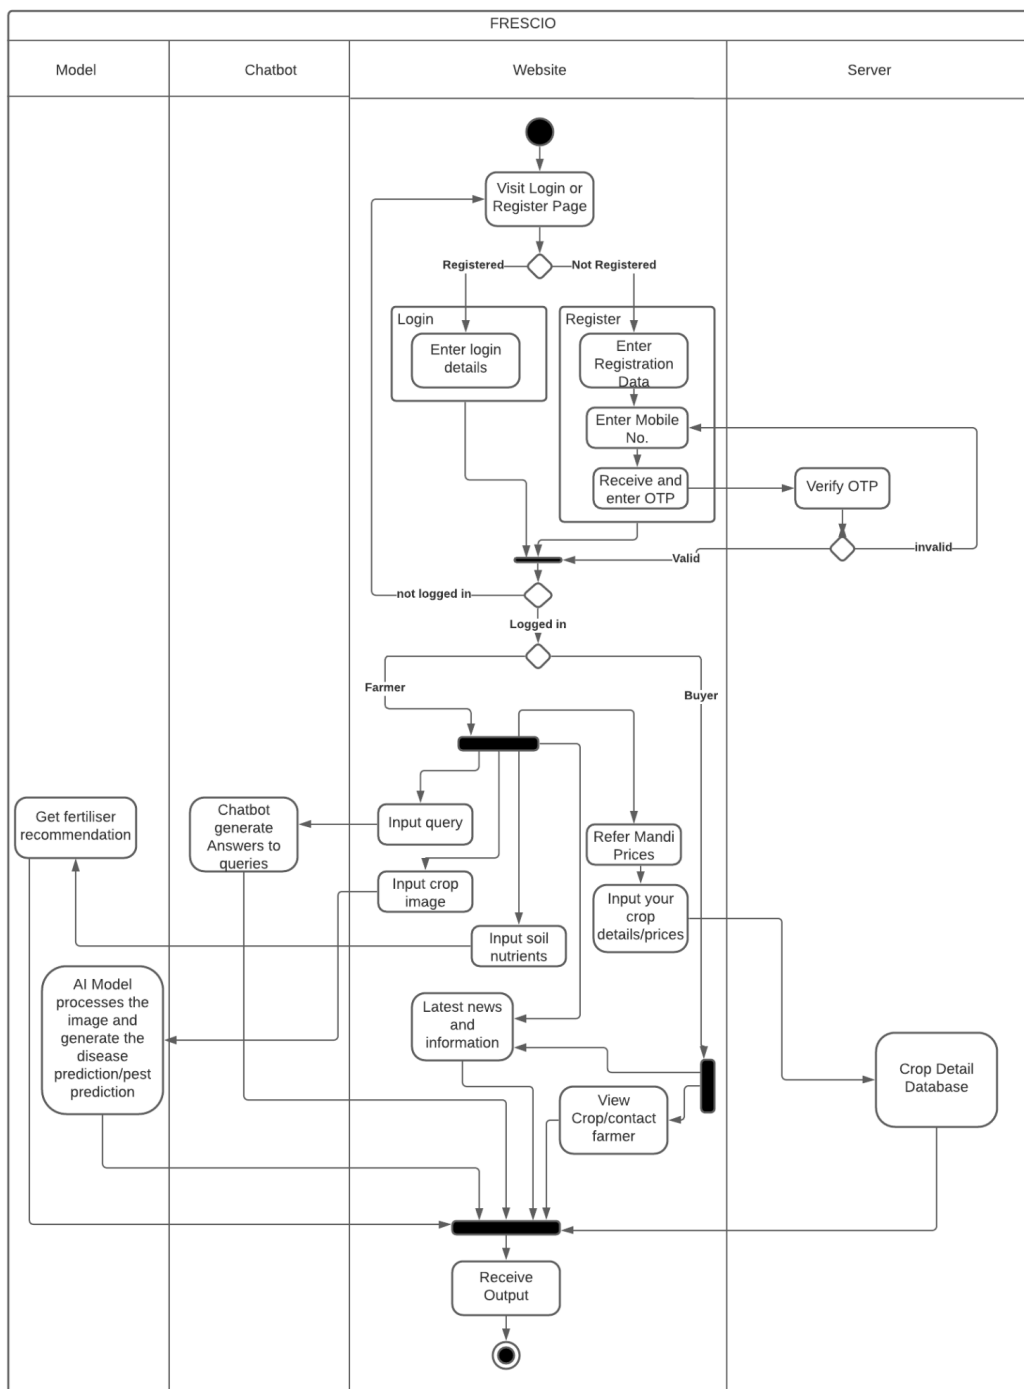 FRESCIO
Model
Chatbot
Website
Server
Visit Login or
Register Page
Registered
Not Registered
Login
Enter login
details
Register
Enter
Registration
Data
Enter Mobile
No.
Receive and
enter OTP
Verify OTP
Valid
invalid
not logged in
Logged in
Farmer
Buyer
Get fertiliser
recommendation
Chatbot
generate
Answers to
queries
Input query
Refer Mandi
Prices
Input crop
image
Input your
crop
details/prices
Input soil
nutrients
AI Model
processes the
image and
generate the
disease
prediction/pest
prediction
Latest news
and
information
Crop Detail
Database
View
Crop/contact
farmer
Receive
Output